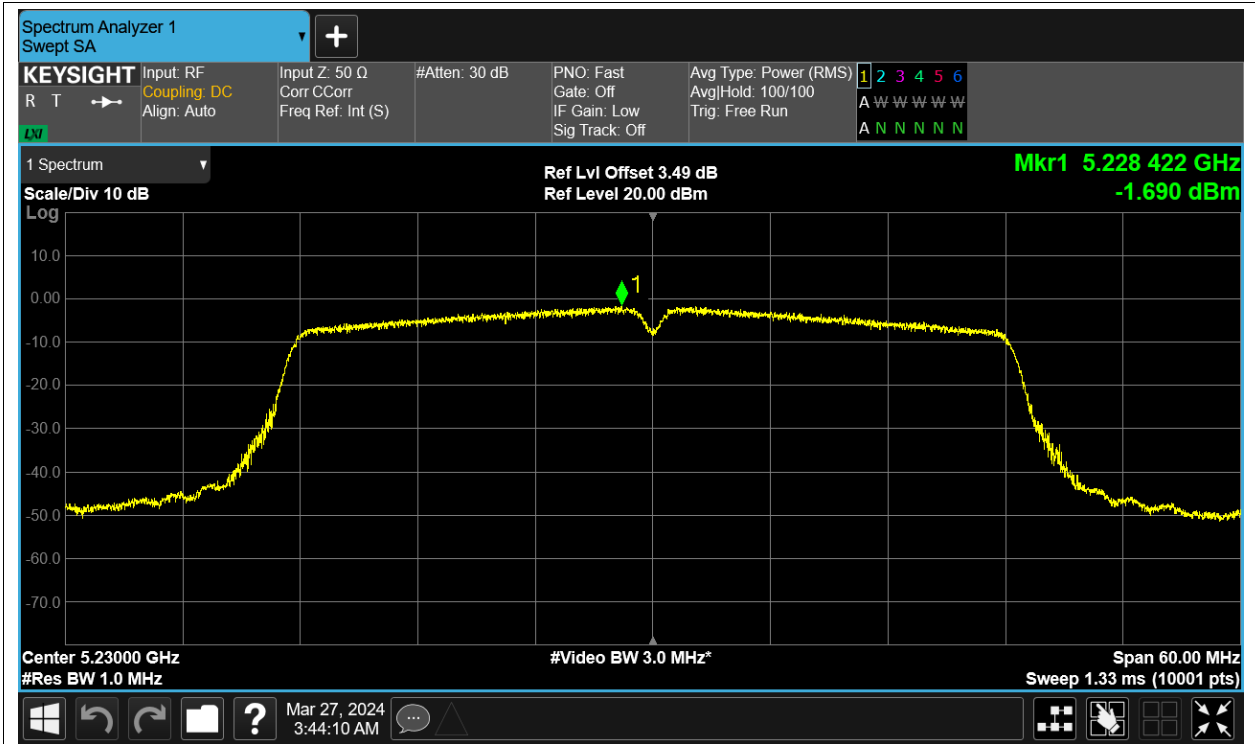 Spectrum Analyzer 1
Swept SA
KEYSIGHT
R T
LXI
Input: RF
Coupling: DC
Align: Auto
Input Z: 50 Ω
Corr CCorr
Freq Ref: Int (S)
#Atten: 30 dB
PNO: Fast
Gate: Off
IF Gain: Low
Sig Track: Off
Avg Type: Power (RMS)
Avg|Hold: 100/100
Trig: Free Run
1 2 3 4 5 6
A W W W W W
A N N N N N
1 Spectrum
Scale/Div 10 dB
Log
Ref Lvl Offset 3.49 dB
Ref Level 20.00 dBm
Mkr1 5.228 422 GHz
-1.690 dBm
1
10.0
0.00
-10.0
-20.0
-30.0
-40.0
-50.0
-60.0
-70.0
Center 5.23000 GHz
#Res BW 1.0 MHz
#Video BW 3.0 MHz*
Span 60.00 MHz
Sweep 1.33 ms (10001 pts)
?
Mar 27, 2024
3:44:10 AM